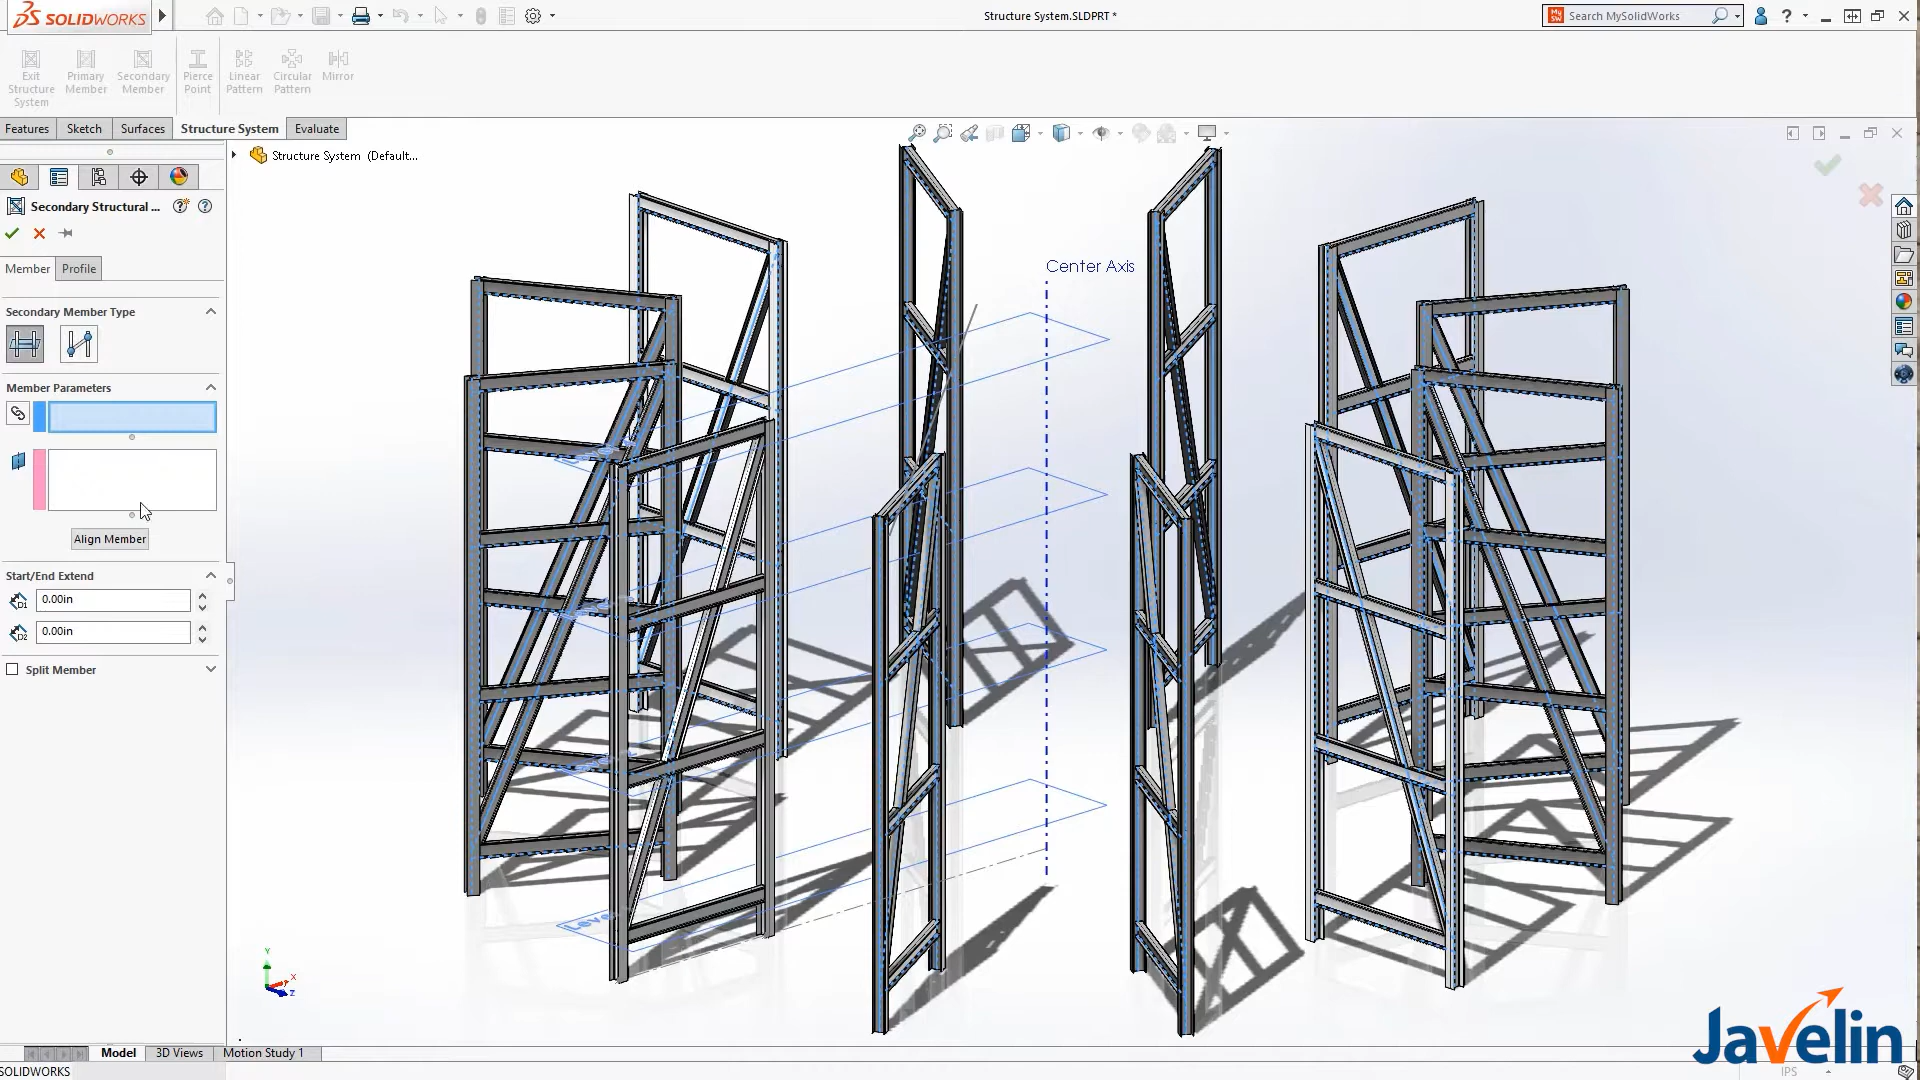 SOLIDWORKS
Structure System.SLDPRT *
Search MySolidWorks
Exit Structure System
Primary Member
Secondary Member
Pierce Point
Linear Pattern
Circular Pattern
Mirror
Features
Sketch
Surfaces
Structure System
Evaluate
Structure System (Default...
Secondary Structural ...
Member
Profile
Secondary Member Type
Member Parameters
Align Member
Start/End Extend
D1
0.00in
D2
0.00in
Split Member
Center Axis
Y
X
Z
Model
3D Views
Motion Study 1
SOLIDWORKS
IPS
Javelin